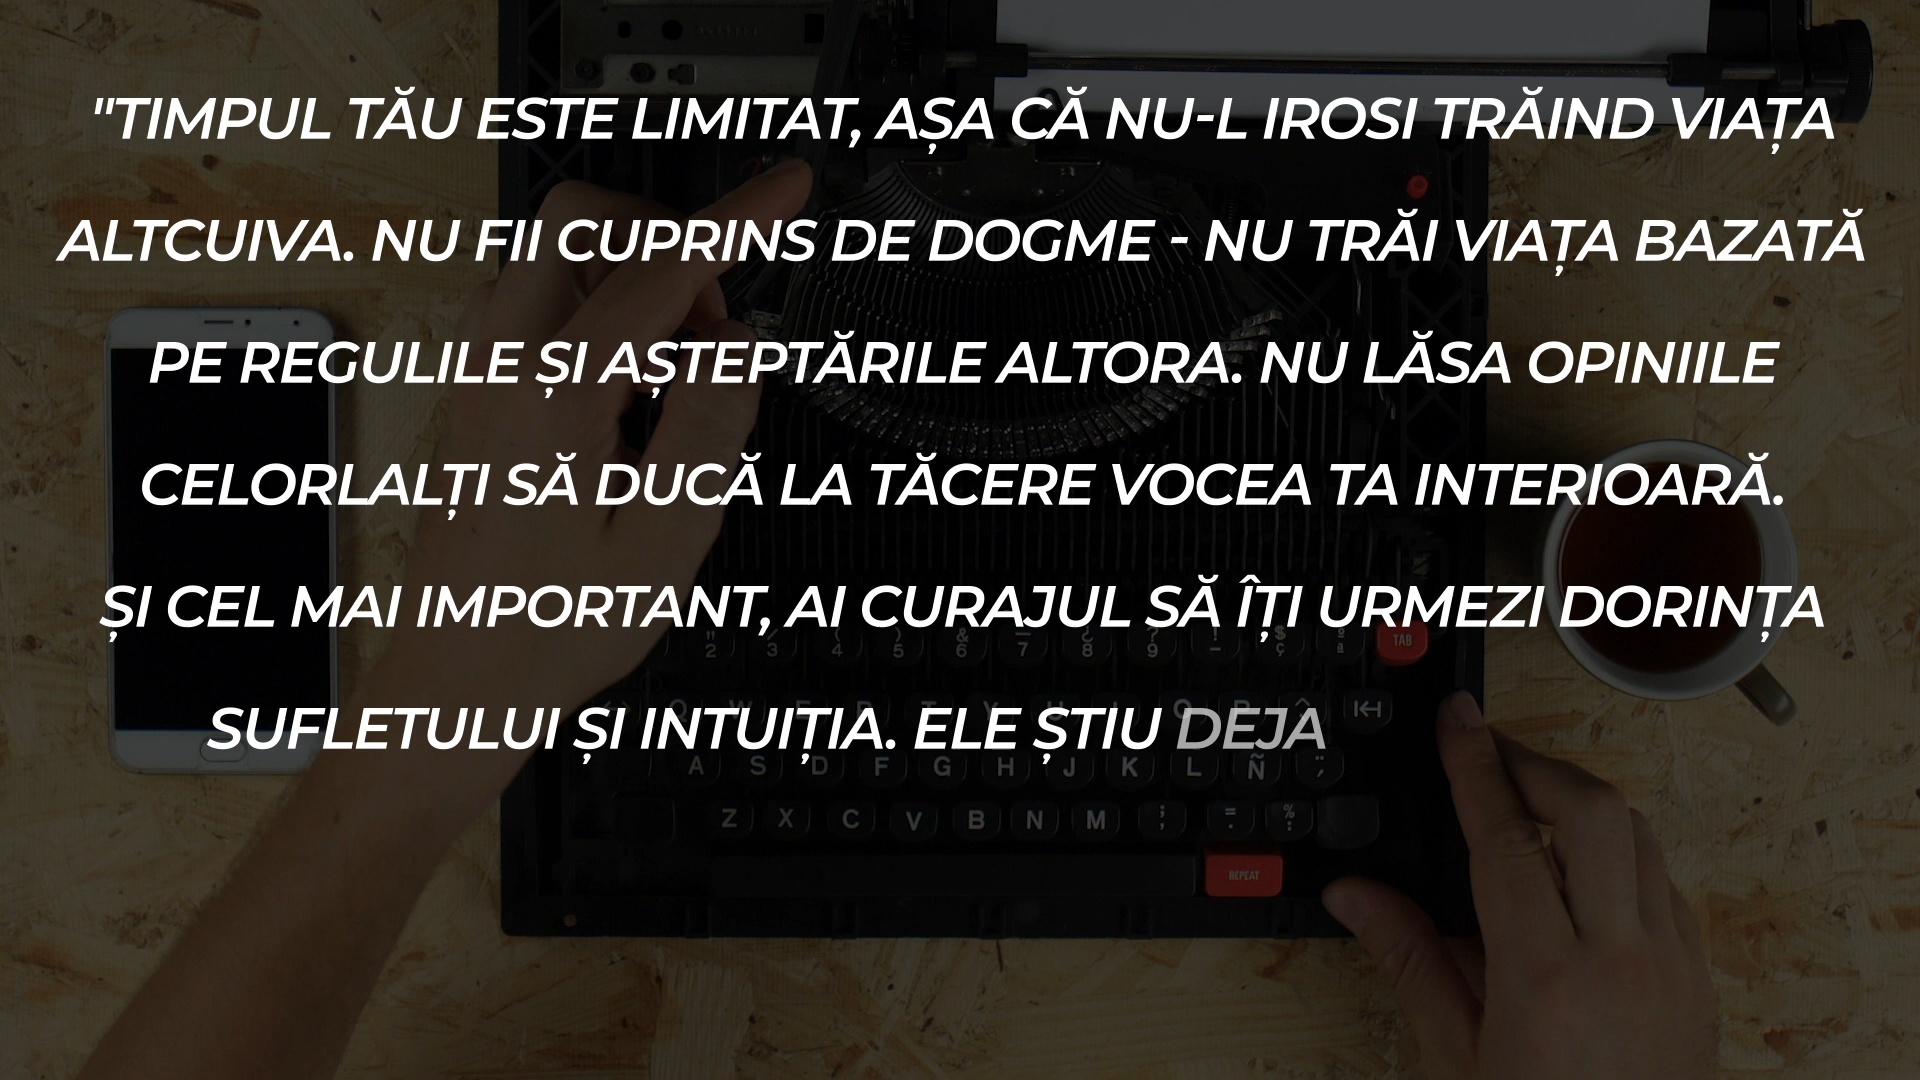 "TIMPUL TĂU ESTE LIMITAT, AȘA CĂ NU-L IROSI TRĂIND VIAȚA
ALTCUIVA. NU FII CUPRINS DE DOGME - NU TRĂI VIAȚA BAZATĂ
PE REGULILE ȘI AȘTEPTĂRILE ALTORA. NU LĂSA OPINIILE
CELORLALȚI SĂ DUCĂ LA TĂCERE VOCEA TA INTERIOARĂ.
ȘI CEL MAI IMPORTANT, AI CURAJUL SĂ ÎȚI URMEZI DORINȚA
SUFLETULUI ȘI INTUIȚIA. ELE ȘTIU DEJA
TAB
A S D F G H J K L Ñ
Z X C V B N M
REPEAT